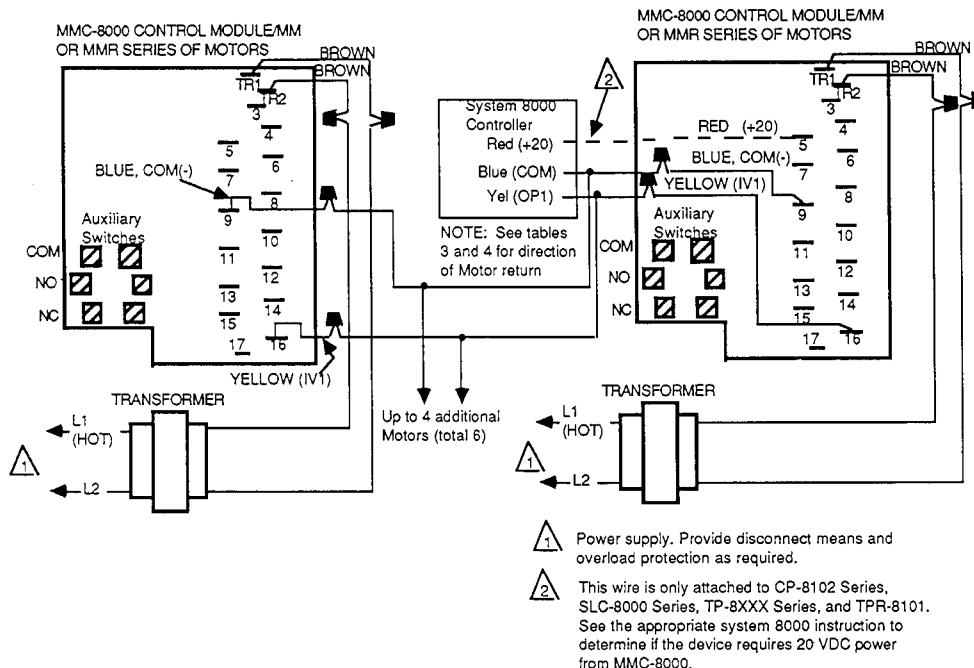 MMC-8000 CONTROL MODULE/MM
OR MMR SERIES OF MOTORS
BROWN
BROWN
TR1
TR2
3
4
5
6
7
8
BLUE, COM(-)
9
10
11
12
13
14
15
16
17
Auxiliary
Switches
COM
NO
NC
YELLOW (IV1)
TRANSFORMER
L1
(HOT)
L2
1
2
System 8000
Controller
Red (+20)
Blue (COM)
Yel (OP1)
NOTE: See tables
3 and 4 for direction
of Motor return
Up to 4 additional
Motors (total 6)
MMC-8000 CONTROL MODULE/MM
OR MMR SERIES OF MOTORS
BROWN
BROWN
TR1
TR2
3
4
RED (+20)
5
6
BLUE, COM(-)
7
YELLOW (IV1)
8
9
10
11
12
13
14
15
16
17
Auxiliary
Switches
COM
NO
NC
TRANSFORMER
L1
(HOT)
L2
1
1 Power supply. Provide disconnect means and
overload protection as required.
2 This wire is only attached to CP-8102 Series,
SLC-8000 Series, TP-8XXX Series, and TPR-8101.
See the appropriate system 8000 instruction to
determine if the device requires 20 VDC power
from MMC-8000.